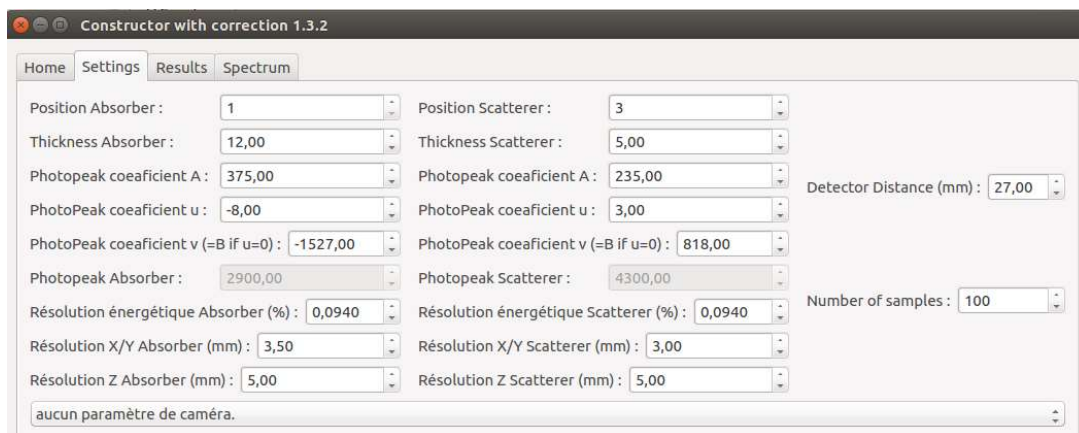 Constructor with correction 1.3.2
Home Settings Results Spectrum
Position Absorber : 1 Position Scatterer : 3
Thickness Absorber : 12,00 Thickness Scatterer : 5,00
Photopeak coeaficient A : 375,00 Photopeak coeaficient A : 235,00
Detector Distance (mm) : 27,00
PhotoPeak coeaficient u : -8,00 PhotoPeak coeaficient u : 3,00
PhotoPeak coeaficient v (=B if u=0) : -1527,00 PhotoPeak coeaficient v (=B if u=0) : 818,00
Photopeak Absorber : 2900,00 Photopeak Scatterer : 4300,00
Number of samples : 100
Résolution énergétique Absorber (%) : 0,0940 Résolution énergétique Scatterer (%) : 0,0940
Résolution X/Y Absorber (mm) : 3,50 Résolution X/Y Scatterer (mm) : 3,00
Résolution Z Absorber (mm) : 5,00 Résolution Z Scatterer (mm) : 5,00
aucun paramètre de caméra.